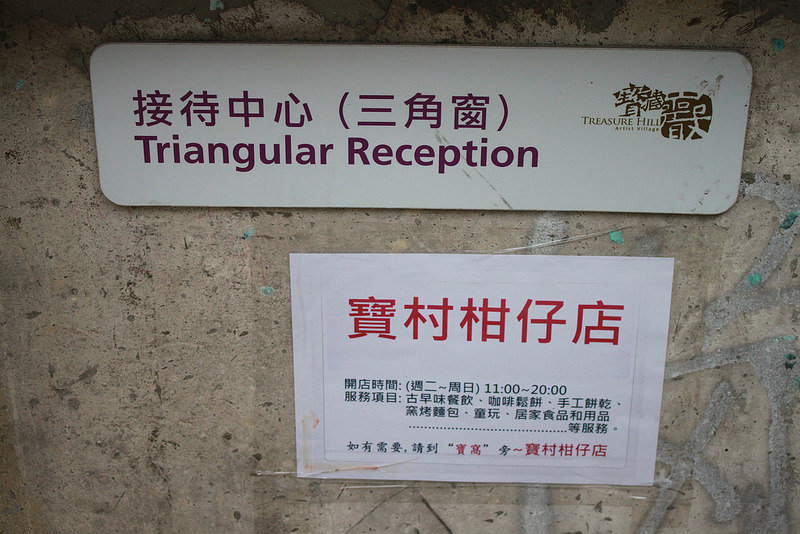 接待中心（三角窗）
Triangular Reception
寶藏巖
TREASURE HILL
Artist Village
寶村柑仔店
開店時間: (週二~周日) 11:00~20:00
服務項目: 古早味餐飲、咖啡鬆餅、手工餅乾、
窯烤麵包、童玩、居家食品和用品
........................................等服務。
如有需要, 請到 “寶窩” 旁~寶村柑仔店